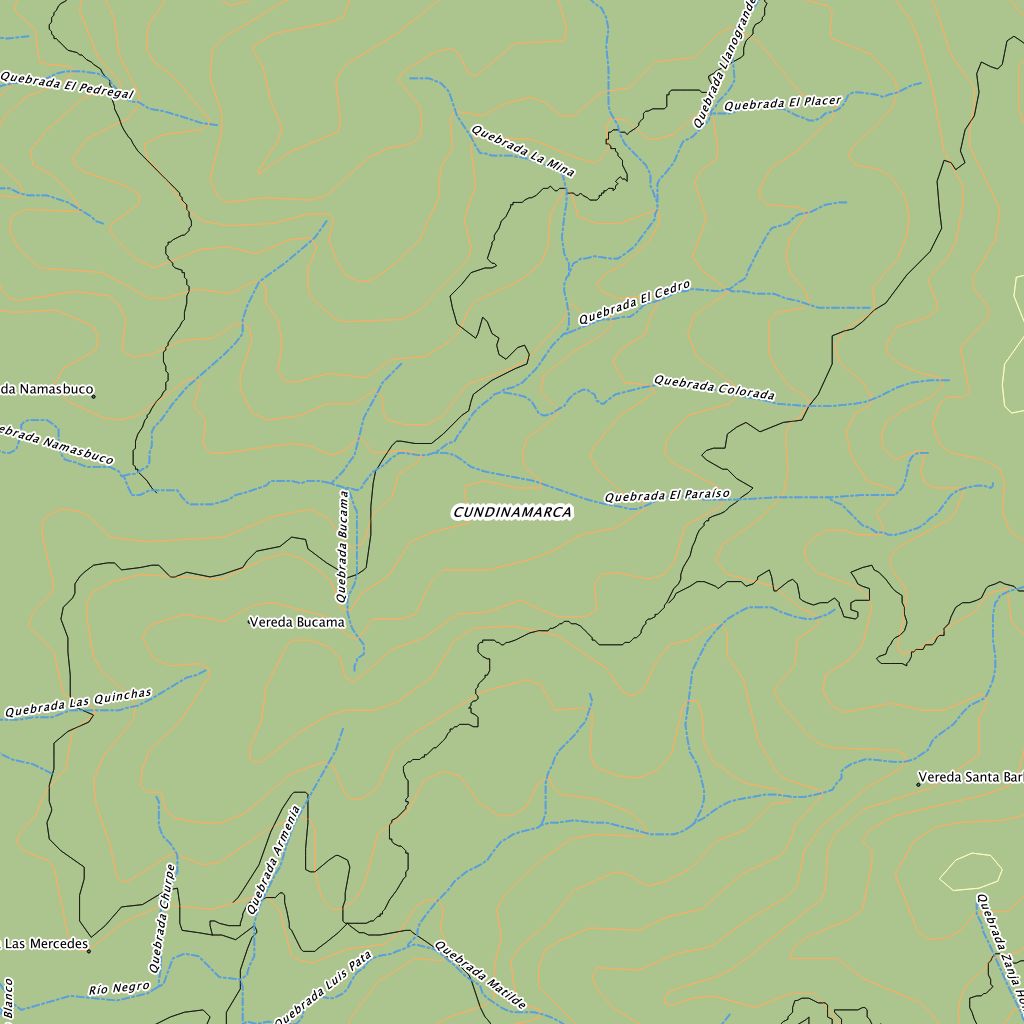 Quebrada Llanogrande
Quebrada El Pedregal
Quebrada El Placer
Quebrada La Mina
Quebrada El Cedro
da Namasbuco
Quebrada Colorada
ebrada Namasbuco
Quebrada El Paraíso
CUNDINAMARCA
Quebrada Bucama
Vereda Bucama
Quebrada Las Quinchas
Vereda Santa Bar
Quebrada Armenia
Quebrada Churpe
Las Mercedes
Quebrada Luis Pata
Quebrada Matilde
Quebrada Zanja Ho
Río Negro
Blanco